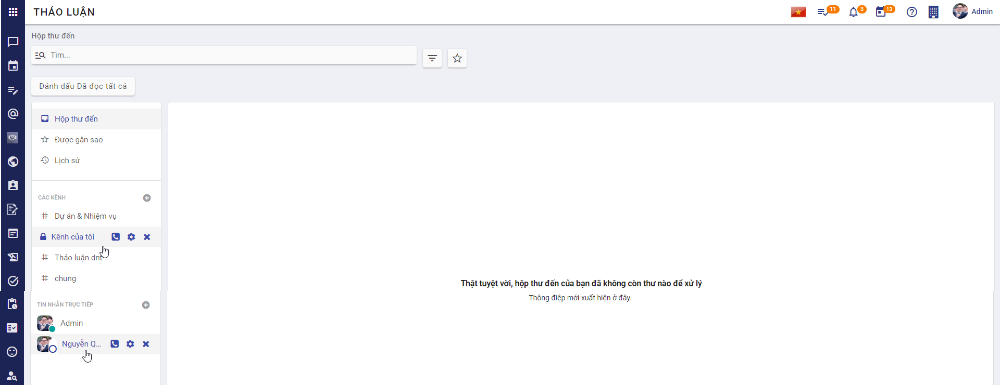 THẢO LUẬN
11
3
13
Admin
Hộp thư đến
Tìm...
Đánh dấu Đã đọc tất cả
Hộp thư đến
Được gắn sao
Lịch sử
CÁC KÊNH
Dự án & Nhiệm vụ
Kênh của tôi
Thảo luận dnt
chung
TIN NHẮN TRỰC TIẾP
Admin
Nguyễn Q...
Thật tuyệt vời, hộp thư đến của bạn đã không còn thư nào để xử lý
Thông điệp mới xuất hiện ở đây.